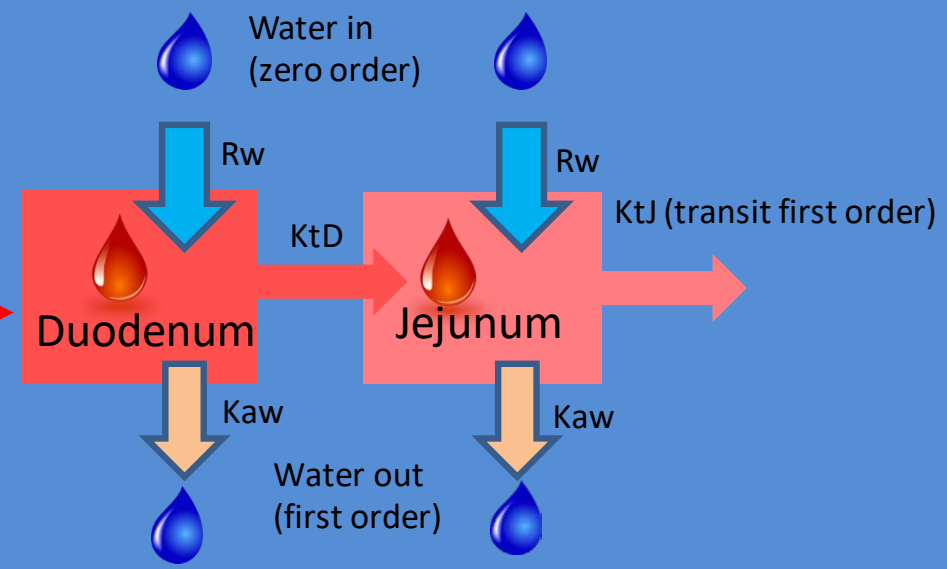 Water in
(zero order)
Rw
Rw
KtJ (transit first order)
KtD
Duodenum
Jejunum
Kaw
Kaw
Water out
(first order)